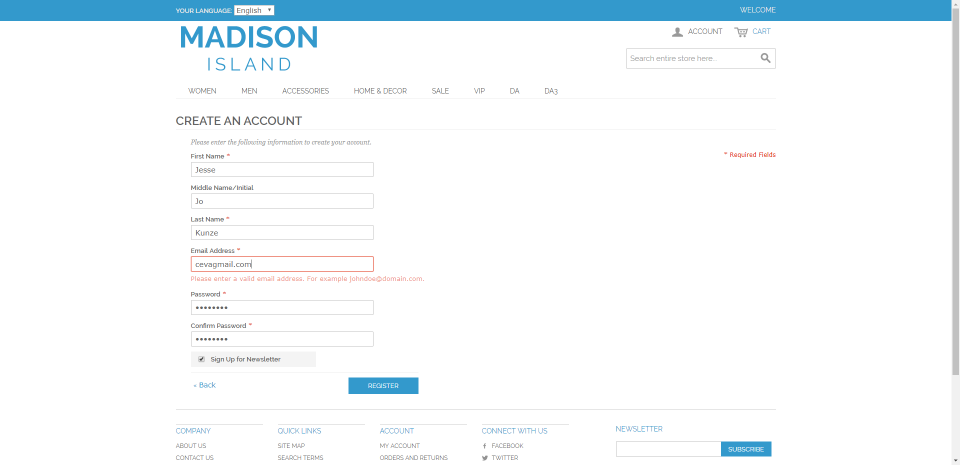 YOUR LANGUAGE: English WELCOME
MADISON
ISLAND
ACCOUNT CART
Search entire store here...
WOMEN MEN ACCESSORIES HOME & DECOR SALE VIP DA DA3
CREATE AN ACCOUNT
Please enter the following information to create your account.
* Required Fields
First Name *
Jesse
Middle Name/Initial
Jo
Last Name *
Kunze
Email Address *
cevagmail.com
Please enter a valid email address. For example johndoe@domain.com.
Password *
••••••••
Confirm Password *
••••••••
Sign Up for Newsletter
« Back REGISTER
COMPANY QUICK LINKS ACCOUNT CONNECT WITH US NEWSLETTER
ABOUT US SITE MAP MY ACCOUNT FACEBOOK
SUBSCRIBE
CONTACT US SEARCH TERMS ORDERS AND RETURNS TWITTER